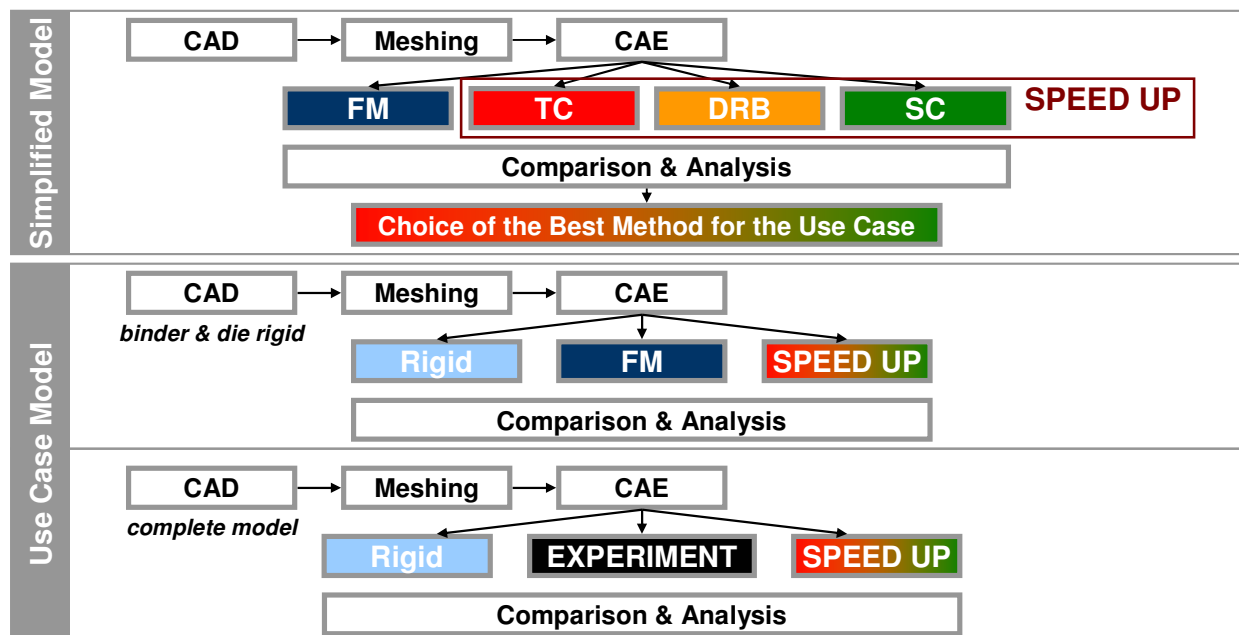 Simplified Model
CAD
Meshing
CAE
FM
TC
DRB
SC
SPEED UP
Comparison & Analysis
Choice of the Best Method for the Use Case
Use Case Model
CAD
Meshing
CAE
binder & die rigid
Rigid
FM
SPEED UP
Comparison & Analysis
CAD
Meshing
CAE
complete model
Rigid
EXPERIMENT
SPEED UP
Comparison & Analysis